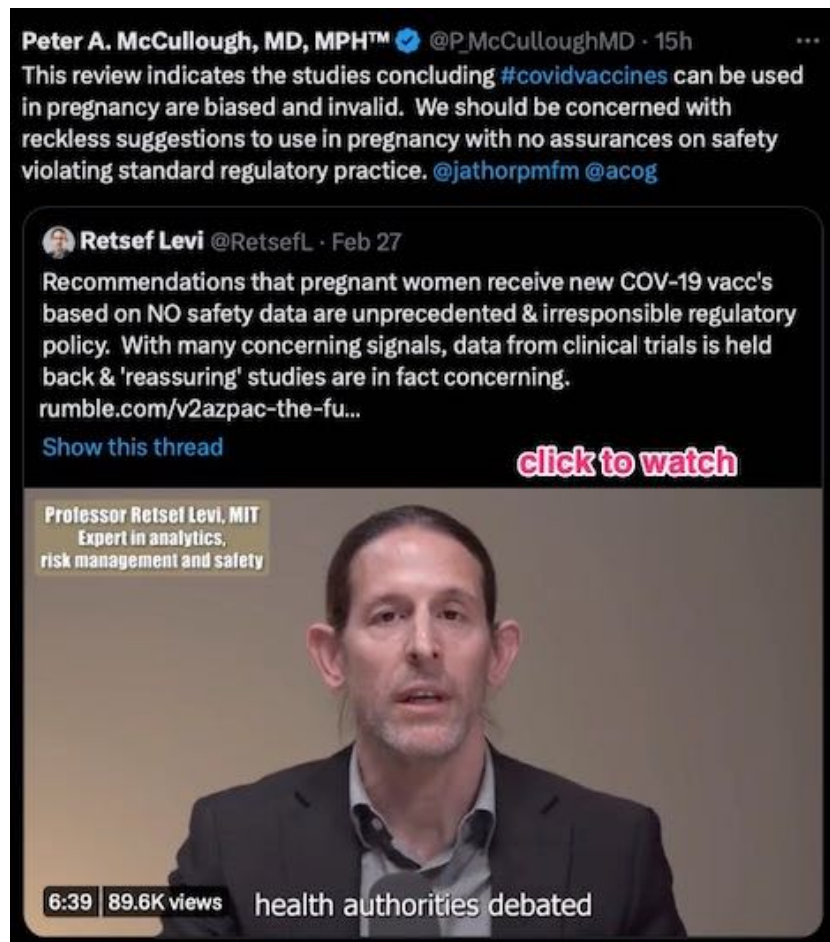 Peter A. McCullough, MD, MPH™ @P_McCulloughMD · 15h
This review indicates the studies concluding #covidvaccines can be used
in pregnancy are biased and invalid. We should be concerned with
reckless suggestions to use in pregnancy with no assurances on safety
violating standard regulatory practice. @jathorpmfm @acog
Retsef Levi @RetsefL · Feb 27
Recommendations that pregnant women receive new COV-19 vacc's
based on NO safety data are unprecedented & irresponsible regulatory
policy. With many concerning signals, data from clinical trials is held
back & 'reassuring' studies are in fact concerning.
rumble.com/v2azpac-the-fu...
Show this thread
click to watch
Professor Retsef Levi, MIT
Expert in analytics,
risk management and safety
6:39 89.6K views
health authorities debated